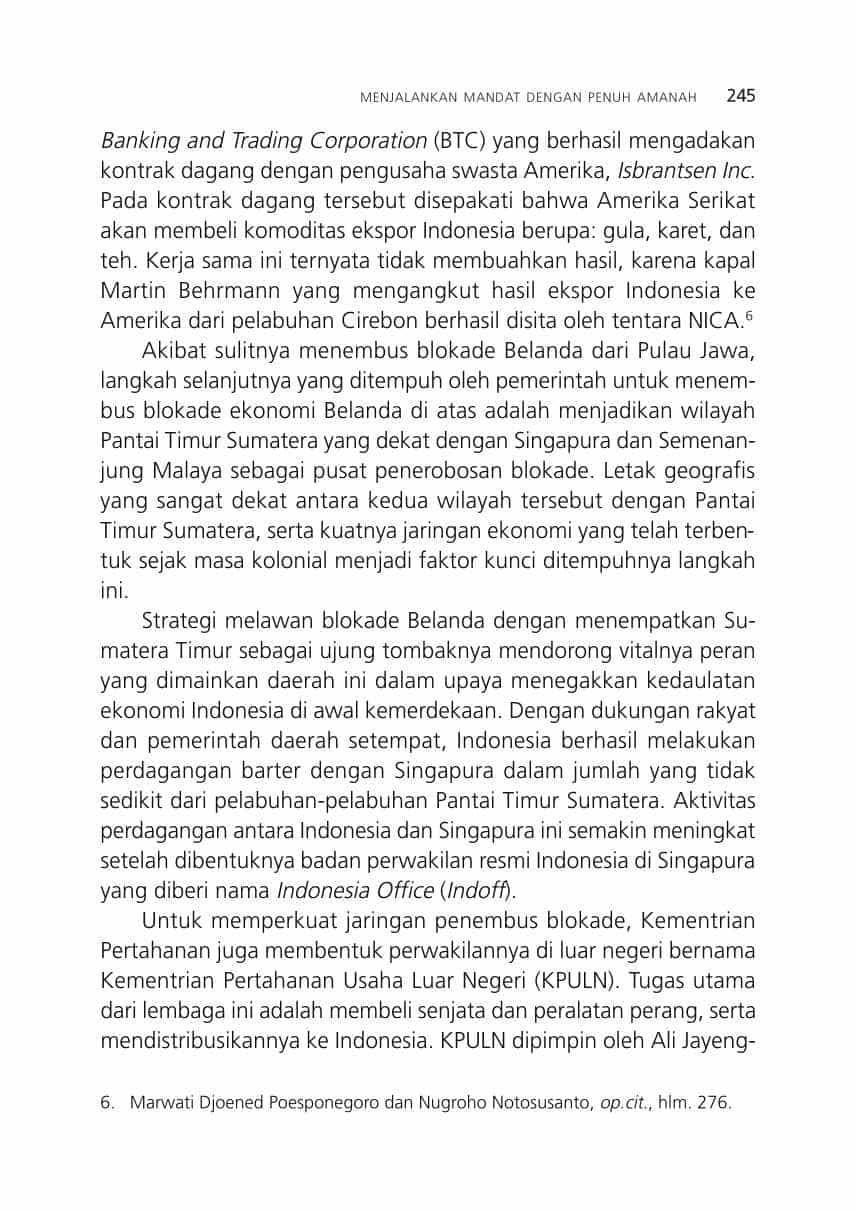 MENJALANKAN MANDAT DENGAN PENUH AMANAH 245
Banking and Trading Corporation (BTC) yang berhasil mengadakan
kontrak dagang dengan pengusaha swasta Amerika, Isbrantsen Inc.
Pada kontrak dagang tersebut disepakati bahwa Amerika Serikat
akan membeli komoditas ekspor Indonesia berupa: gula, karet, dan
teh. Kerja sama ini ternyata tidak membuahkan hasil, karena kapal
Martin Behrmann yang mengangkut hasil ekspor Indonesia ke
Amerika dari pelabuhan Cirebon berhasil disita oleh tentara NICA.6
Akibat sulitnya menembus blokade Belanda dari Pulau Jawa,
langkah selanjutnya yang ditempuh oleh pemerintah untuk menem-
bus blokade ekonomi Belanda di atas adalah menjadikan wilayah
Pantai Timur Sumatera yang dekat dengan Singapura dan Semenan-
jung Malaya sebagai pusat penerobosan blokade. Letak geografis
yang sangat dekat antara kedua wilayah tersebut dengan Pantai
Timur Sumatera, serta kuatnya jaringan ekonomi yang telah terben-
tuk sejak masa kolonial menjadi faktor kunci ditempuhnya langkah
ini.
Strategi melawan blokade Belanda dengan menempatkan Su-
matera Timur sebagai ujung tombaknya mendorong vitalnya peran
yang dimainkan daerah ini dalam upaya menegakkan kedaulatan
ekonomi Indonesia di awal kemerdekaan. Dengan dukungan rakyat
dan pemerintah daerah setempat, Indonesia berhasil melakukan
perdagangan barter dengan Singapura dalam jumlah yang tidak
sedikit dari pelabuhan-pelabuhan Pantai Timur Sumatera. Aktivitas
perdagangan antara Indonesia dan Singapura ini semakin meningkat
setelah dibentuknya badan perwakilan resmi Indonesia di Singapura
yang diberi nama Indonesia Office (Indoff).
Untuk memperkuat jaringan penembus blokade, Kementrian
Pertahanan juga membentuk perwakilannya di luar negeri bernama
Kementrian Pertahanan Usaha Luar Negeri (KPULN). Tugas utama
dari lembaga ini adalah membeli senjata dan peralatan perang, serta
mendistribusikannya ke Indonesia. KPULN dipimpin oleh Ali Jayeng-
6. Marwati Djoened Poesponegoro dan Nugroho Notosusanto, op.cit., hlm. 276.